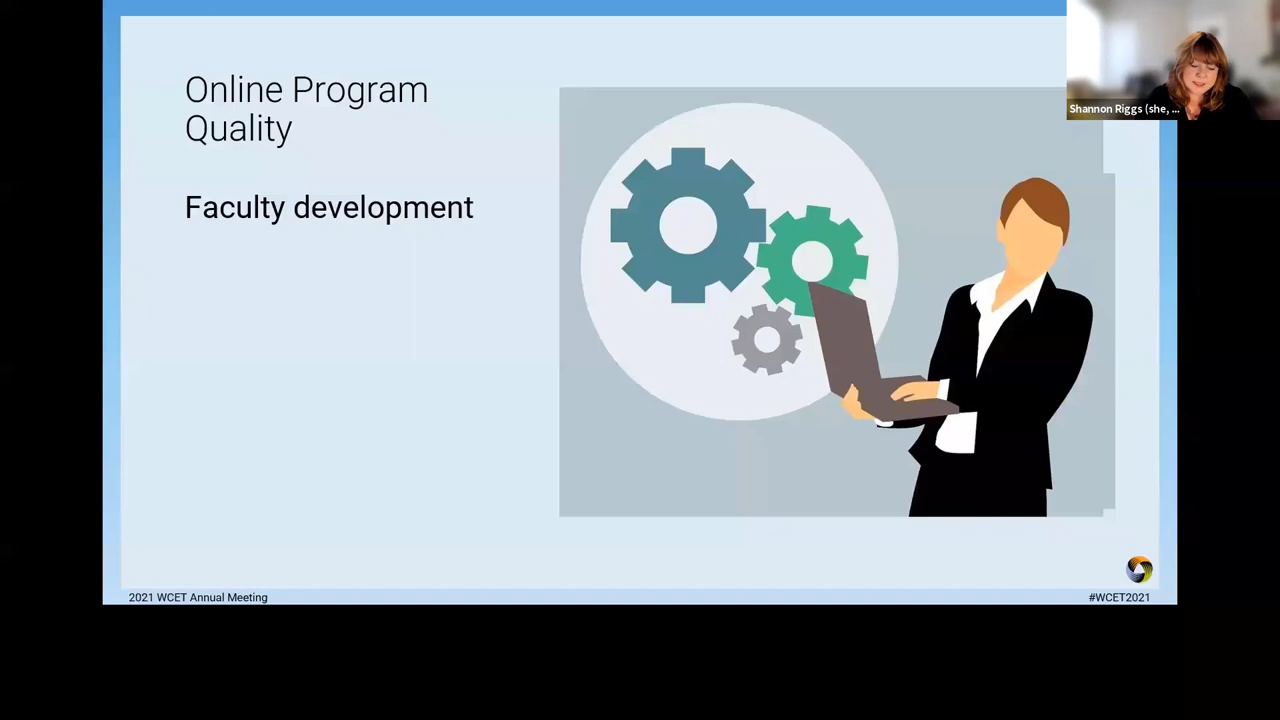 Online Program
Quality
Faculty development
Shannon Riggs (she, ...
2021 WCET Annual Meeting
#WCET2021